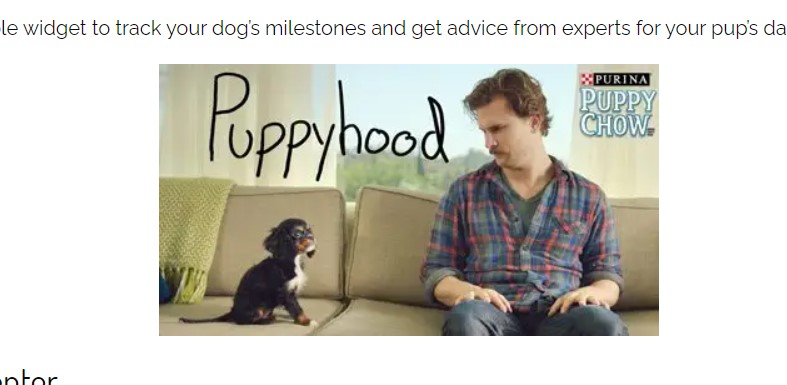 le widget to track your dog's milestones and get advice from experts for your pup's da
Puppyhood
PURINA
PUPPY
CHOW